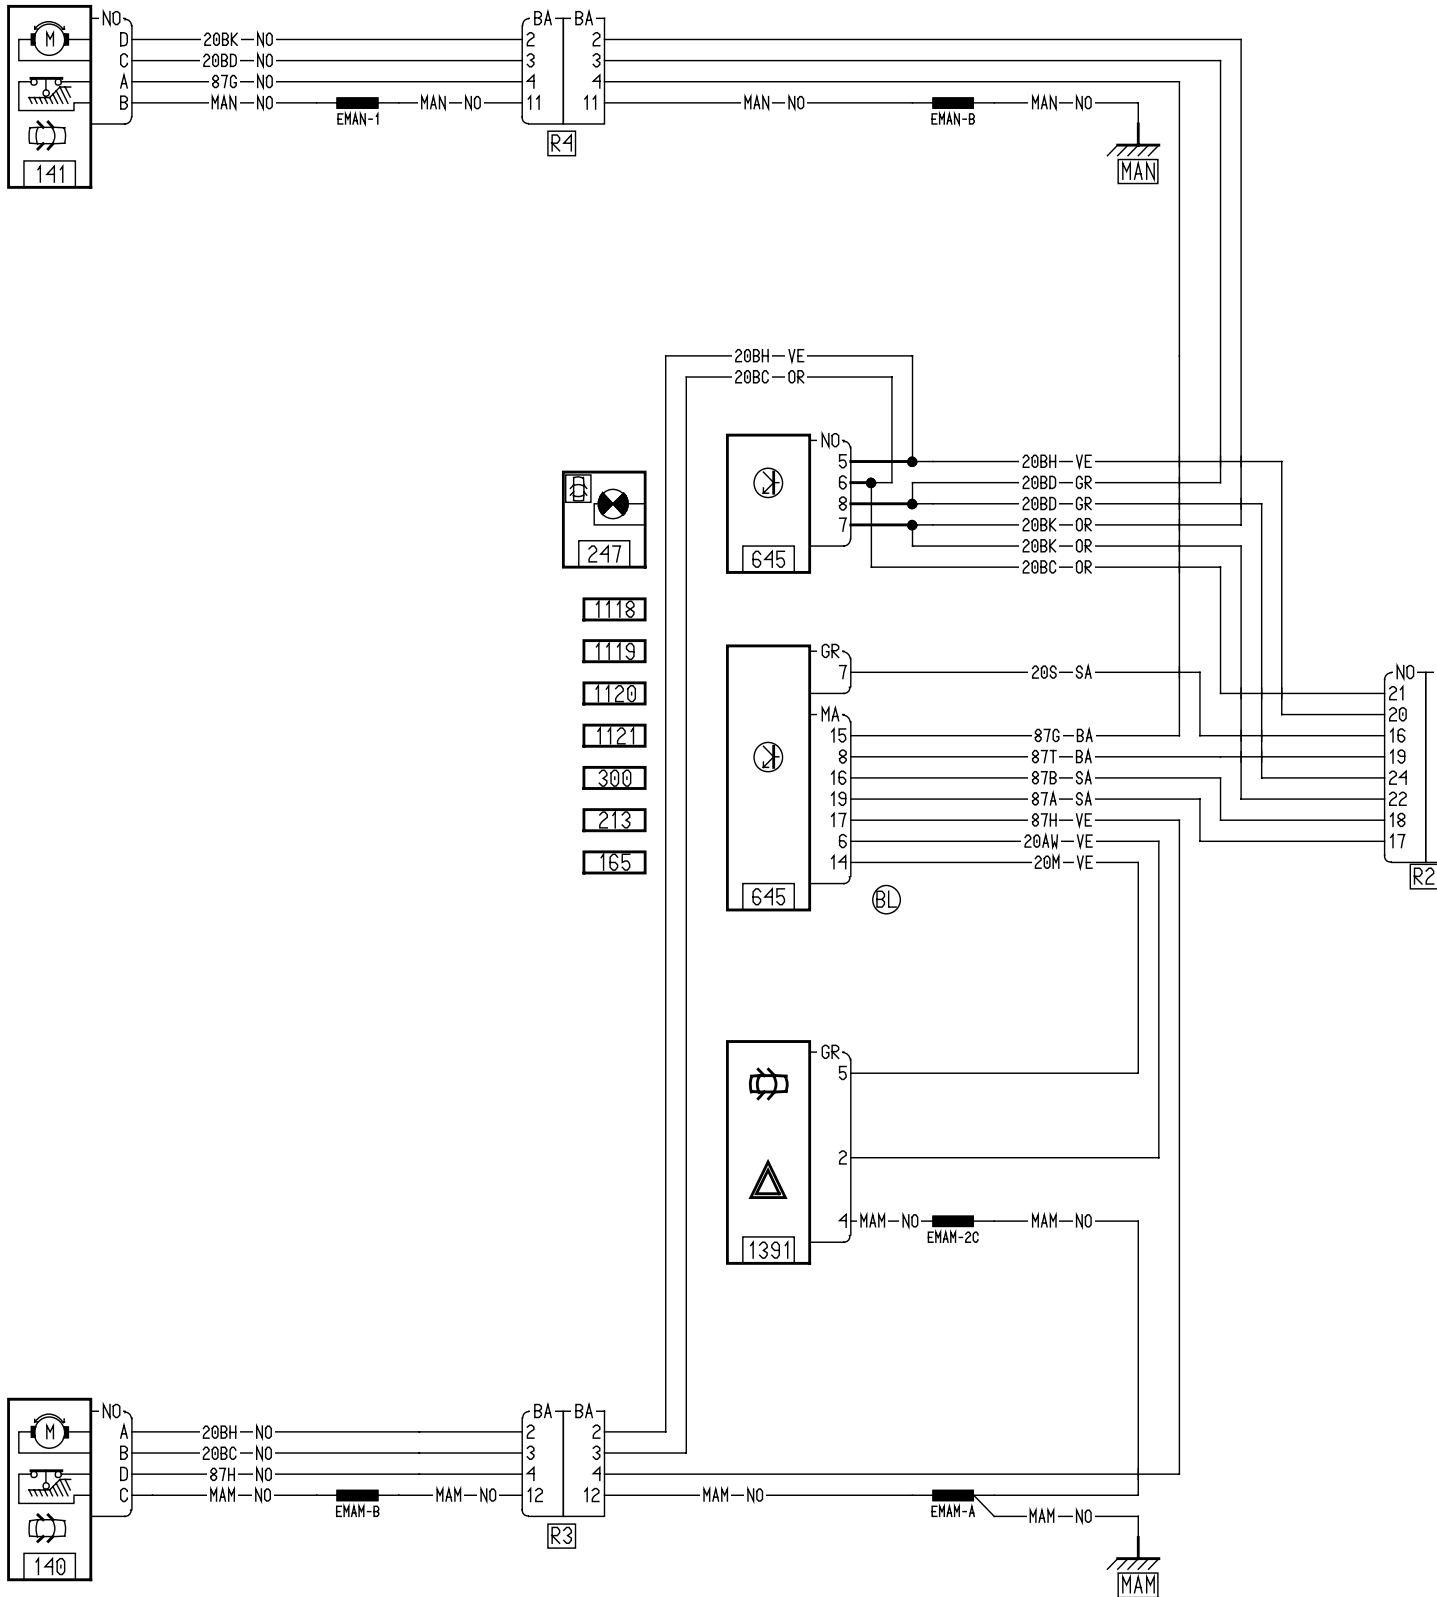 NO BA BA
D 20BK NO 2 2
C 20BD NO 3 3
A 87G NO 4 4
B MAN NO MAN NO 11 11 MAN NO MAN NO
EMAN-1 EMAN-B
M
R4
141
MAN
20BH VE
20BC OR
NO
5 20BH VE
6 20BD GR
8 20BD GR
7 20BK OR
20BK OR
20BC OR
247
645
1118
1119
1120
1121
300
213
165
GR
7 20S SA
MA
15 87G BA
8 87T BA
16 87B SA
19 87A SA
17 87H VE
6 20AW VE
14 20M VE
645
BL
NO
21
20
16
19
24
22
18
17
R2
GR
5
2
4 MAM NO MAM NO
EMAM-2C
1391
NO BA BA
A 20BH NO 2 2
B 20BC NO 3 3
D 87H NO 4 4
C MAM NO MAM NO 12 12 MAM NO
EMAM-B EMAM-A
MAM NO
M
R3
140
MAM